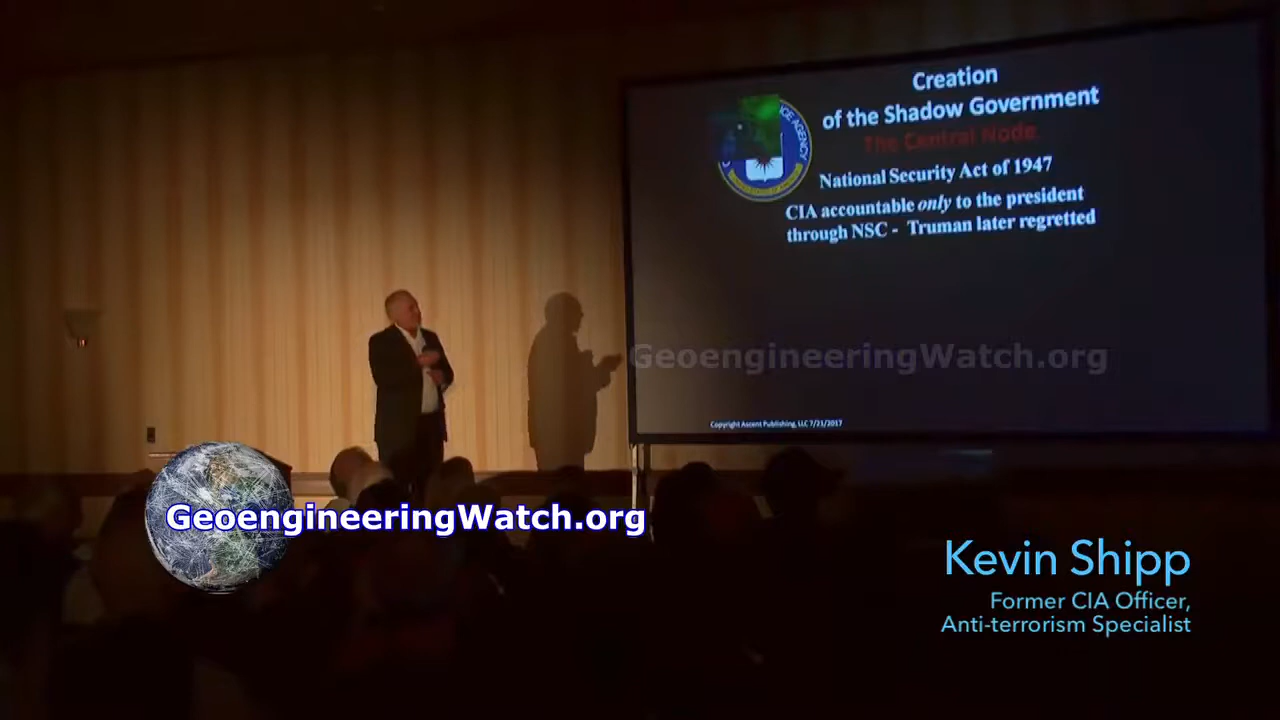 Creation
of the Shadow Government
The Central Node
National Security Act of 1947
CIA accountable only to the president
through NSC - Truman later regretted
GeoengineeringWatch.org
Copyright Ascent Publishing, LLC 7/21/2017
GeoengineeringWatch.org
Kevin Shipp
Former CIA Officer,
Anti-terrorism Specialist